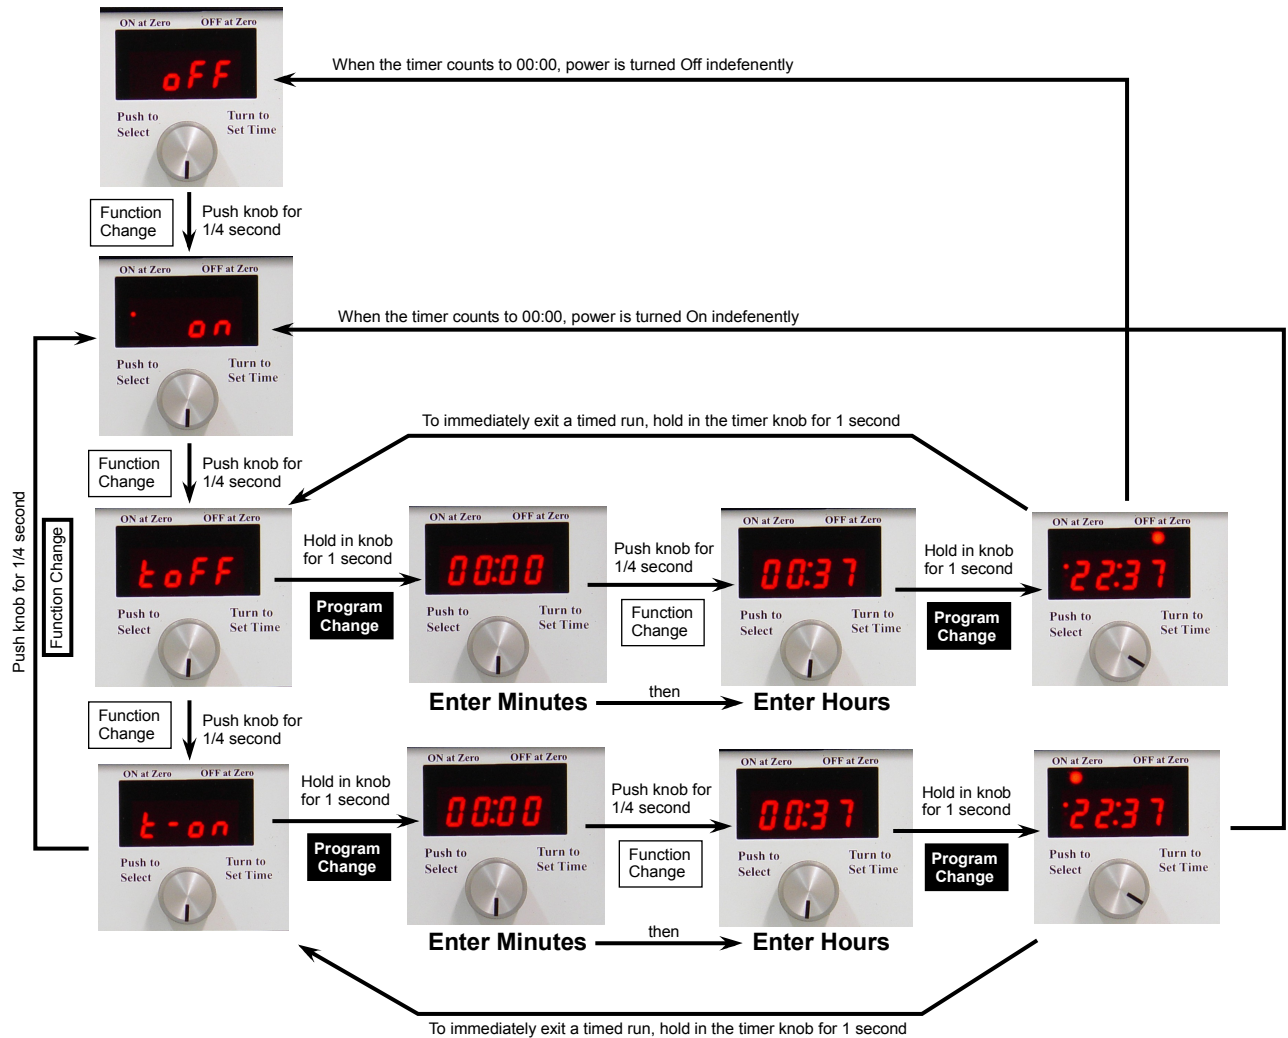 ON at Zero OFF at Zero
oFF
When the timer counts to 00:00, power is turned Off indefenently
Push to
Select
Turn to
Set Time
Function
Change
Push knob for
1/4 second
ON at Zero OFF at Zero
on
When the timer counts to 00:00, power is turned On indefenently
Push to
Select
Turn to
Set Time
To immediately exit a timed run, hold in the timer knob for 1 second
Function
Change
Push knob for
1/4 second
Push knob for 1/4 second
Function Change
ON at Zero OFF at Zero
toFF
Push to
Select
Turn to
Set Time
Hold in knob
for 1 second
Program
Change
ON at Zero OFF at Zero
00:00
Push to
Select
Turn to
Set Time
Push knob for
1/4 second
Function
Change
ON at Zero OFF at Zero
00:37
Push to
Select
Turn to
Set Time
Hold in knob
for 1 second
Program
Change
ON at Zero OFF at Zero
22:37
Push to
Select
Turn to
Set Time
Enter Minutes
then
Enter Hours
Function
Change
Push knob for
1/4 second
ON at Zero OFF at Zero
t-on
Push to
Select
Turn to
Set Time
Hold in knob
for 1 second
Program
Change
ON at Zero OFF at Zero
00:00
Push to
Select
Turn to
Set Time
Push knob for
1/4 second
Function
Change
ON at Zero OFF at Zero
00:37
Push to
Select
Turn to
Set Time
Hold in knob
for 1 second
Program
Change
ON at Zero OFF at Zero
22:37
Push to
Select
Turn to
Set Time
Enter Minutes
then
Enter Hours
To immediately exit a timed run, hold in the timer knob for 1 second